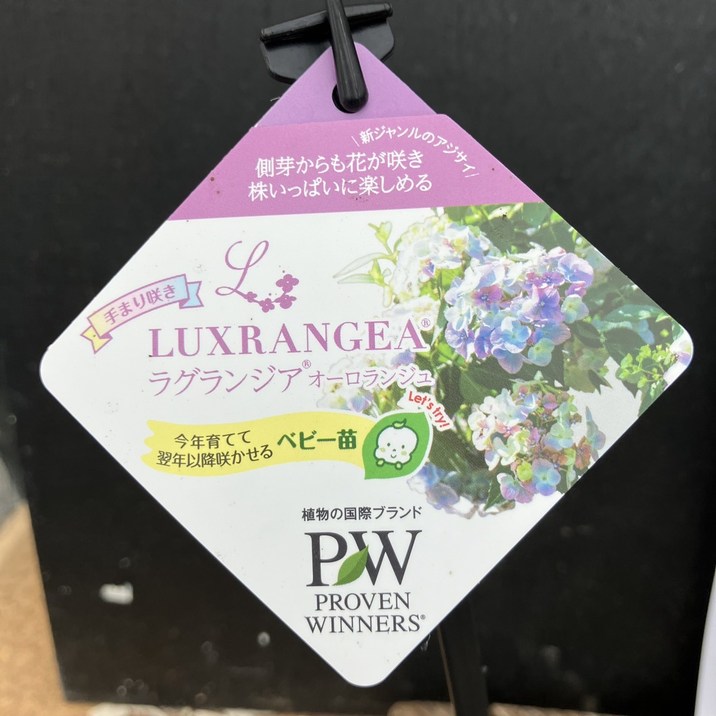 \新ジャンルのアジサイ/
側芽からも花が咲き
株いっぱいに楽しめる
L
手まり咲き
LUXRANGEA®
ラグランジア®オーロランジュ
Let's try!
今年育てて
翌年以降咲かせる
ベビー苗
植物の国際ブランド
PW
PROVEN
WINNERS®